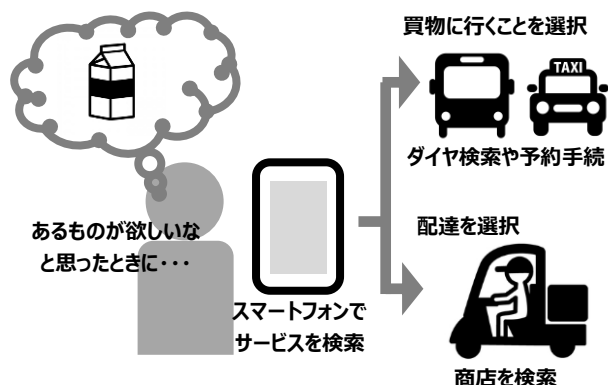 買物に行くことを選択
TAXI
ダイヤ検索や予約手続
あるものが欲しいな
と思ったときに・・・
スマートフォンで
サービスを検索
配達を選択
商店を検索